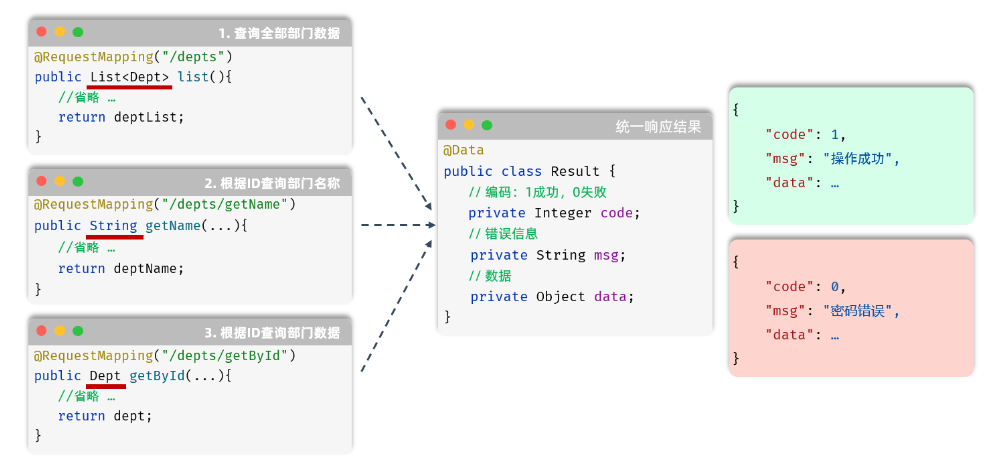 1. 查询全部部门数据
@RequestMapping("/depts")
public List<Dept> list(){
//省略 …
return deptList;
}
2. 根据ID查询部门名称
@RequestMapping("/depts/getName")
public String getName(...){
//省略 …
return deptName;
}
3. 根据ID查询部门数据
@RequestMapping("/depts/getById")
public Dept getById(...){
//省略 …
return dept;
}
统一响应结果
@Data
public class Result {
//编码：1成功，0失败
private Integer code;
//错误信息
private String msg;
//数据
private Object data;
}
{
"code": 1,
"msg": "操作成功",
"data": …
}
{
"code": 0,
"msg": "密码错误",
"data": …
}